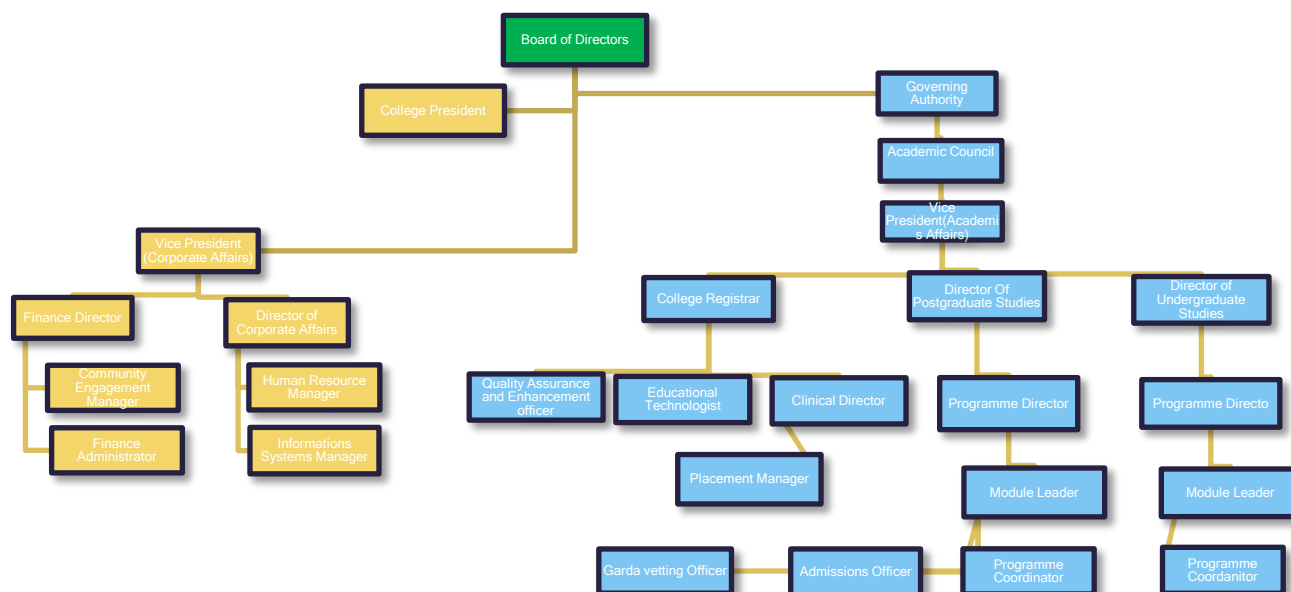 Board of Directors
Governing
Authority
College President
Academic Council
Vice
President(Academi
s Affairs)
Vice President
(Corporate Affairs)
College Registrar
Director Of
Postgraduate Studies
Director of
Undergraduate
Studies
Finance Director
Director of
Corporate Affairs
Community
Engagement
Manager
Human Resource
Manager
Quality Assurance
and Enhancement
officer
Educational
Technologist
Clinical Director
Programme Director
Programme Directo
Finance
Administrator
Informations
Systems Manager
Placement Manager
Module Leader
Module Leader
Garda vetting Officer
Admissions Officer
Programme
Coordinator
Programme
Coordanitor